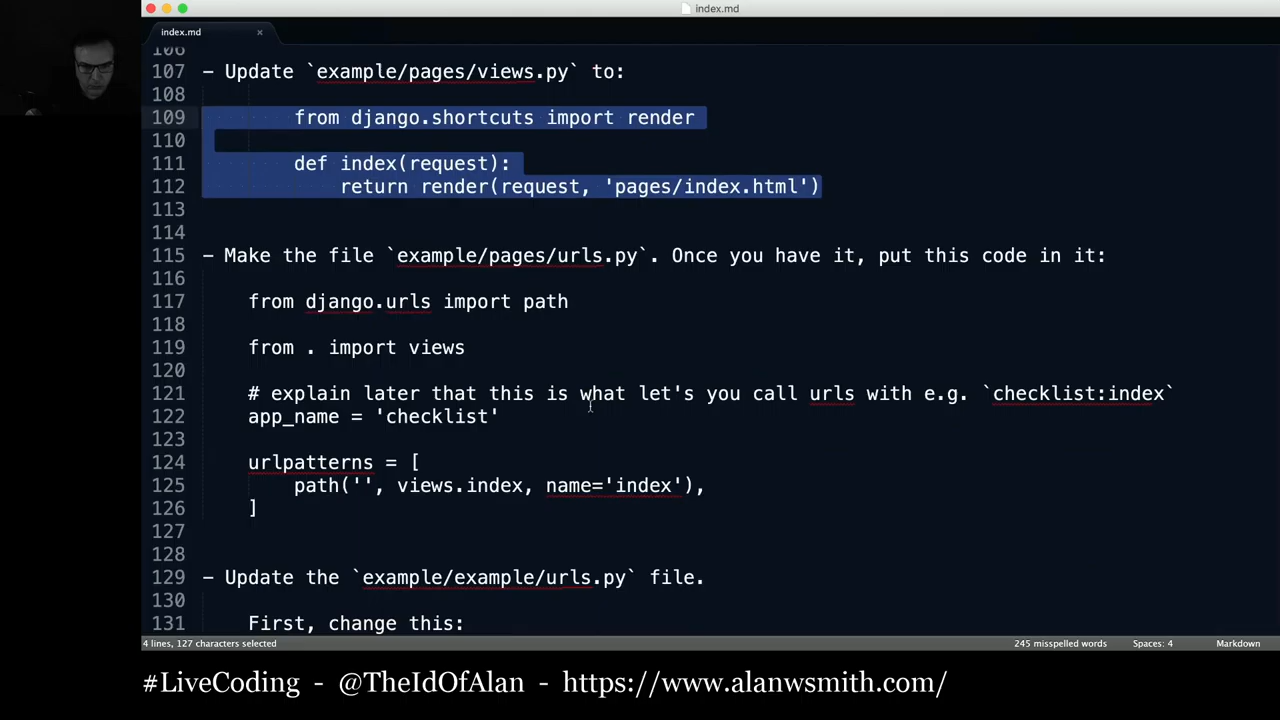 index.md
index.md ×
106
107 - Update `example/pages/views.py` to:
108
109 from django.shortcuts import render
110
111 def index(request):
112 return render(request, 'pages/index.html')
113
114
115 - Make the file `example/pages/urls.py`. Once you have it, put this code in it:
116
117 from django.urls import path
118
119 from . import views
120
121 # explain later that this is what let's you call urls with e.g. `checklist:index`
122 app_name = 'checklist'
123
124 urlpatterns = [
125 path('', views.index, name='index'),
126 ]
127
128
129 - Update the `example/example/urls.py` file.
130
131 First, change this:
4 lines, 127 characters selected 245 misspelled words Spaces: 4 Markdown
#LiveCoding - @TheIdOfAlan - https://www.alanwsmith.com/